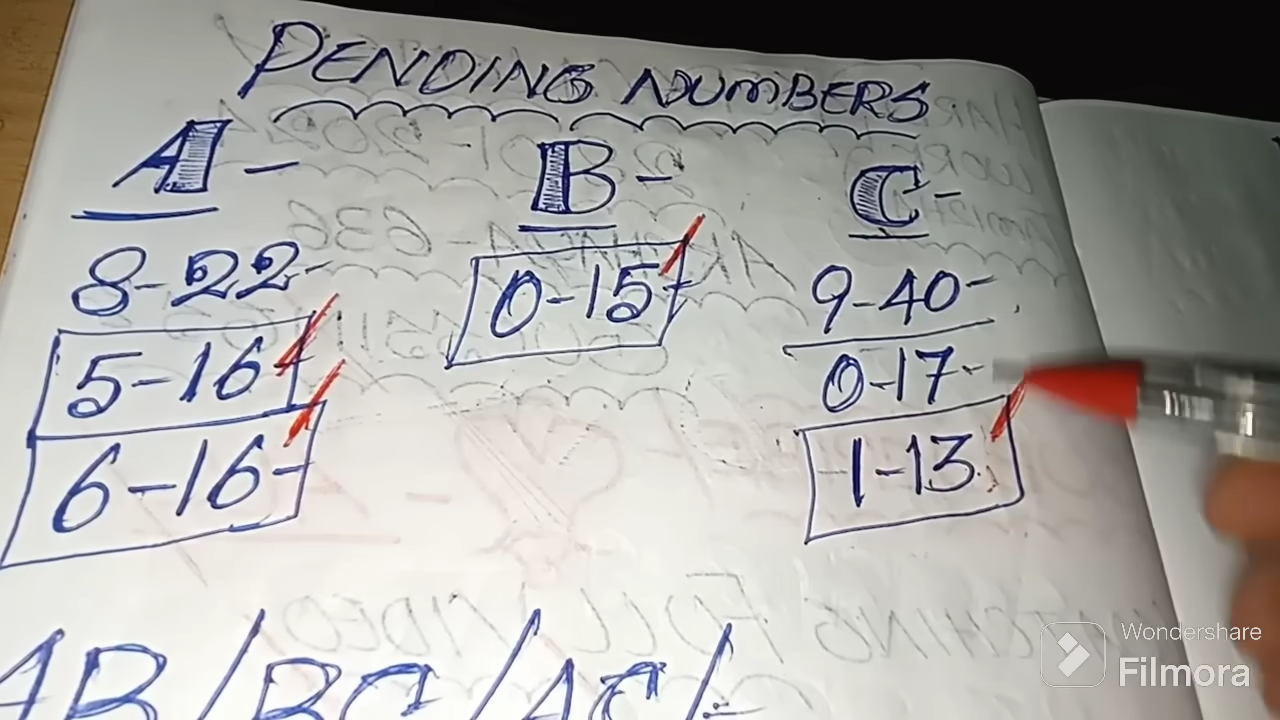 PENDING NUMBERS
A - B - C -
8-22- 0-15- 9-40-
5-16- 0-17-
6-16- 1-13
AB/BC/AC/
Wondershare
Filmora